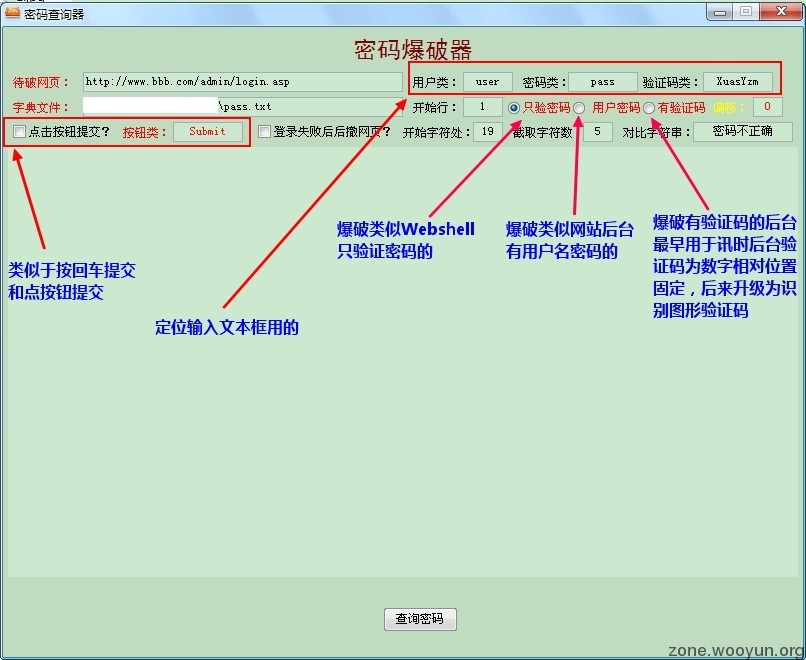 密码查询器
密码爆破器
待破网页： http://www.bbb.com/admin/login.asp 用户类： user 密码类： pass 验证码类： XuasYzm
字典文件： \pass.txt 开始行： 1 只验密码 用户密码 有验证码 偏移： 0
点击按钮提交？ 按钮类： Submit 登录失败后后撤网页？ 开始字符处： 19 截取字符数 5 对比字符串： 密码不正确
爆破类似Webshell
只验证密码的
爆破类似网站后台
有用户名密码的
爆破有验证码的后台
最早用于讯时后台验
证码为数字相对位置
固定，后来升级为识
别图形验证码
类似于按回车提交
和点按钮提交
定位输入文本框用的
查询密码
zone.wooyun.org